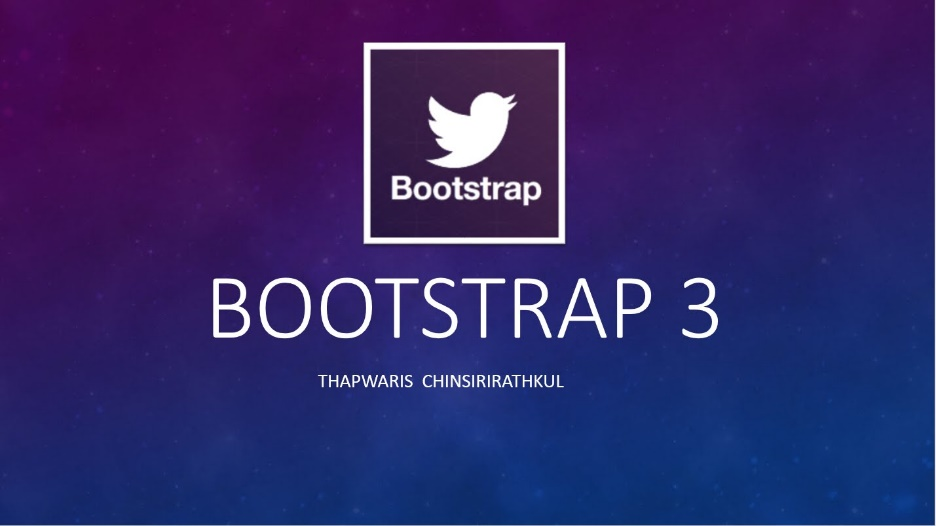 Bootstrap
BOOTSTRAP 3
THAPWARIS CHINSIRIRATHKUL